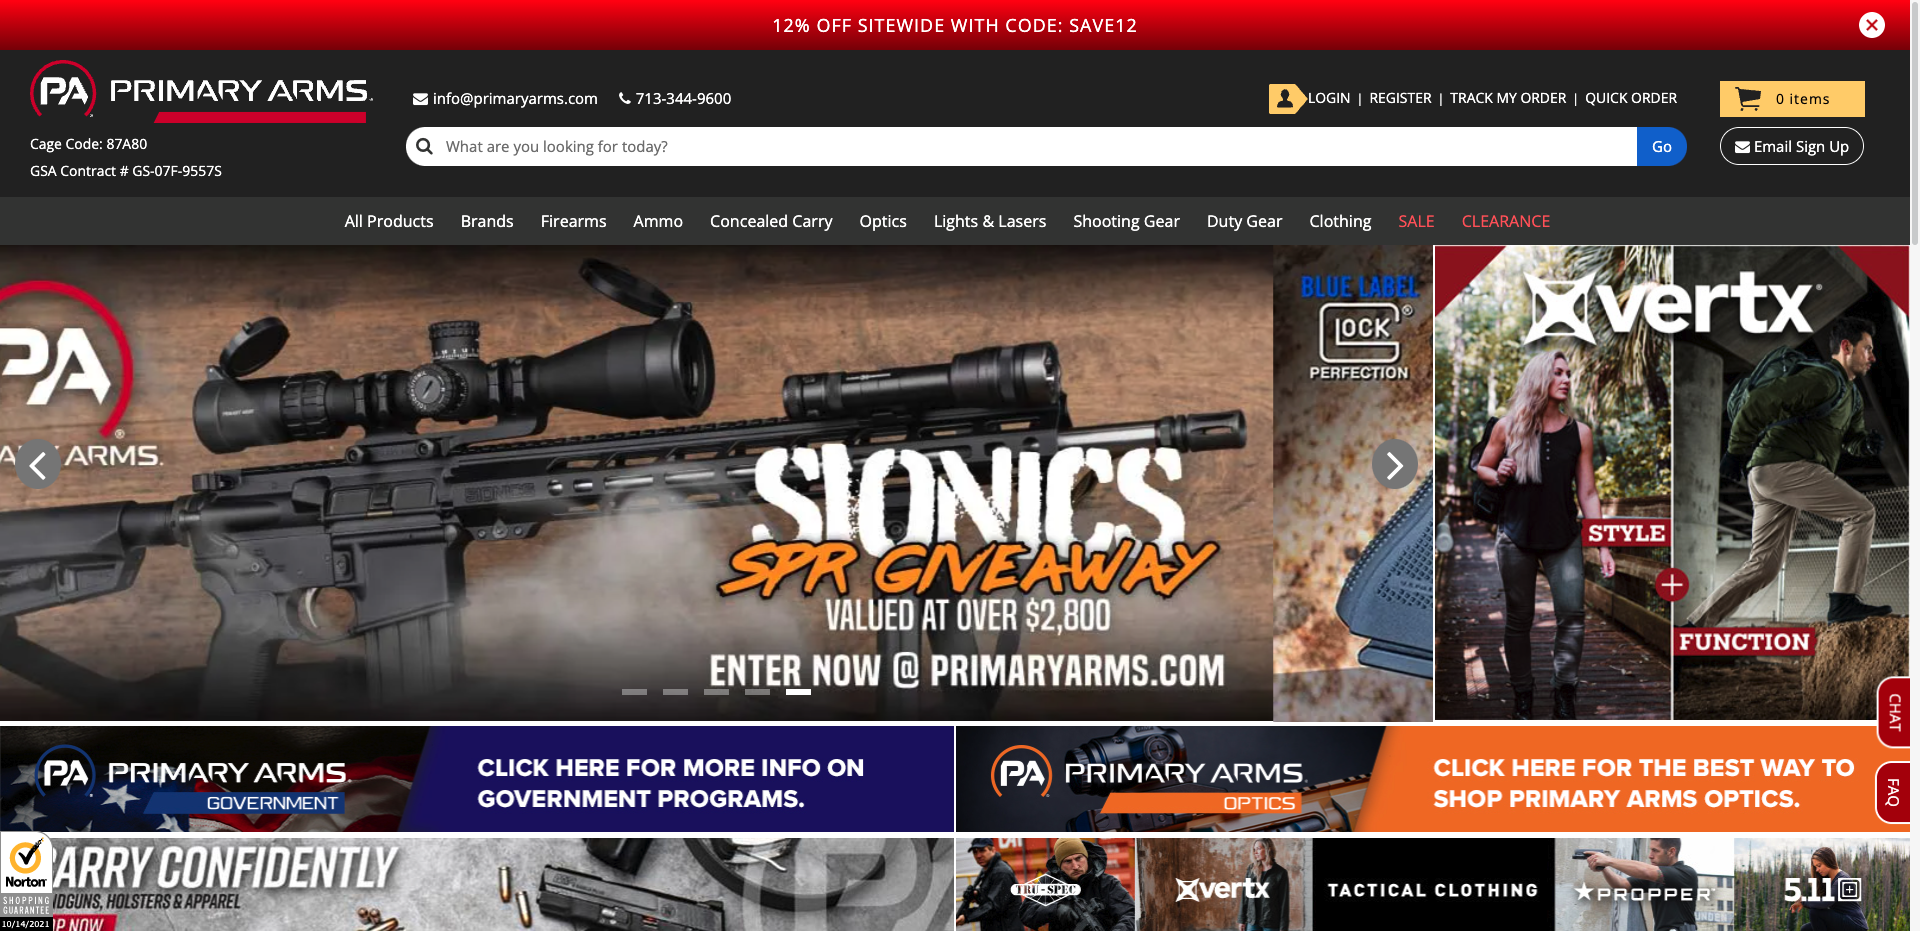 12% OFF SITEWIDE WITH CODE: SAVE12
PA PRIMARY ARMS.
info@primaryarms.com 713-344-9600
LOGIN | REGISTER | TRACK MY ORDER | QUICK ORDER
0 items
Cage Code: 87A80
GSA Contract # GS-07F-9557S
What are you looking for today?
Go
Email Sign Up
All Products Brands Firearms Ammo Concealed Carry Optics Lights & Lasers Shooting Gear Duty Gear Clothing SALE CLEARANCE
PA
ARY ARMS.
SIONICS
SIONICS
SPR GIVEAWAY
VALUED AT OVER $2,800
ENTER NOW @ PRIMARYARMS.COM
BLUE LABEL
GLOCK®
PERFECTION
vertx®
STYLE
+
FUNCTION
CHAT
FAQ
PA PRIMARY ARMS.
GOVERNMENT
CLICK HERE FOR MORE INFO ON
GOVERNMENT PROGRAMS.
PA PRIMARY ARMS.
OPTICS
CLICK HERE FOR THE BEST WAY TO
SHOP PRIMARY ARMS OPTICS.
ARRY CONFIDENTLY
DGUNS, HOLSTERS & APPAREL
P NOW
Norton
SHOPPING
GUARANTEE
10/14/2021
TRU-SPEC
vertx
TACTICAL CLOTHING
PROPPER
5.11